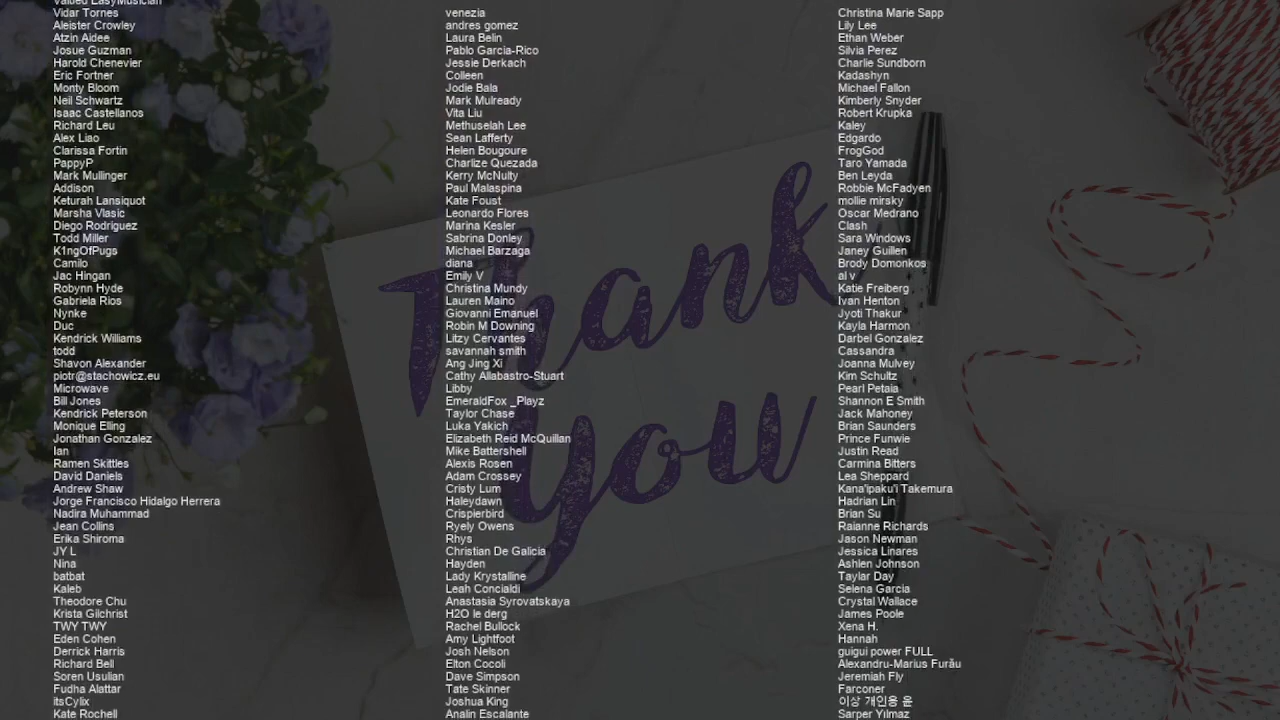 Valued EasyMusician
Vidar Tornes
Aleister Crowley
Atzin Aidee
Josue Guzman
Harold Chenevier
Eric Fortner
Monty Bloom
Neil Schwartz
Isaac Castellanos
Richard Leu
Alex Liao
Clarissa Fortin
PappyP
Mark Mullinger
Addison
Keturah Lansiquot
Marsha Vlasic
Diego Rodriguez
Todd Miller
K1ngOfPugs
Camilo
Jac Hingan
Robynn Hyde
Gabriela Rios
Nynke
Duc
Kendrick Williams
todd
Shavon Alexander
piotr@stachowicz.eu
Microwave
Bill Jones
Kendrick Peterson
Monique Elling
Jonathan Gonzalez
Ian
Ramen Skittles
David Daniels
Andrew Shaw
Jorge Francisco Hidalgo Herrera
Nadira Muhammad
Jean Collins
Erika Shiroma
JY L
Nina
batbat
Kaleb
Theodore Chu
Krista Gilchrist
TWY TWY
Eden Cohen
Derrick Harris
Richard Bell
Soren Usulian
Fudha Alattar
itsCylix
Kate Rochell
venezia
andres gomez
Laura Belin
Pablo García-Rico
Jessie Derkach
Colleen
Jodie Bala
Mark Mulready
Vita Liu
Methuselah Lee
Sean Lafferty
Helen Bougoure
Charlize Quezada
Kerry McNulty
Paul Malaspina
Kate Foust
Leonardo Flores
Marina Kesler
Sabrina Donley
Michael Barzaga
diana
Emily V
Christina Mundy
Lauren Maino
Giovanni Emanuel
Robin M Downing
Litzy Cervantes
savannah smith
Ang Jing Xi
Cathy Allabastro-Stuart
Libby
EmeraldFox _Playz
Taylor Chase
Luka Yakich
Elizabeth Reid McQuillan
Mike Battershell
Alexis Rosen
Adam Crossey
Cristy Lum
Haleydawn
Crispierbird
Ryely Owens
Rhys
Christian De Galicia
Hayden
Lady Krystalline
Leah Concialdi
Anastasia Syrovatskaya
H2O le derg
Rachel Bullock
Amy Lightfoot
Josh Nelson
Elton Cocoli
Dave Simpson
Tate Skinner
Joshua King
Analin Escalante
Christina Marie Sapp
Lily Lee
Ethan Weber
Silvia Perez
Charlie Sundborn
Kadashyn
Michael Fallon
Kimberly Snyder
Robert Krupka
Kaley
Edgardo
FrogGod
Taro Yamada
Ben Leyda
Robbie McFadyen
mollie mirsky
Oscar Medrano
Clash
Sara Windows
Janey Guillen
Brody Domonkos
al v
Katie Freiberg
Ivan Henton
Jyoti Thakur
Kayla Harmon
Darbel Gonzalez
Cassandra
Joanna Mulvey
Kim Schultz
Pearl Petaia
Shannon E Smith
Jack Mahoney
Brian Saunders
Prince Funwie
Justin Read
Carmina Bitters
Lea Sheppard
Kana'ipaku'i Takemura
Hadrian Lin
Brian Su
Raianne Richards
Jason Newman
Jessica Linares
Ashlen Johnson
Taylar Day
Selena Garcia
Crystal Wallace
James Poole
Xena H.
Hannah
guigui power FULL
Alexandru-Marius Furău
Jeremiah Fly
Farconer
이상 개인용 윤
Sarper Yılmaz
Thank
you